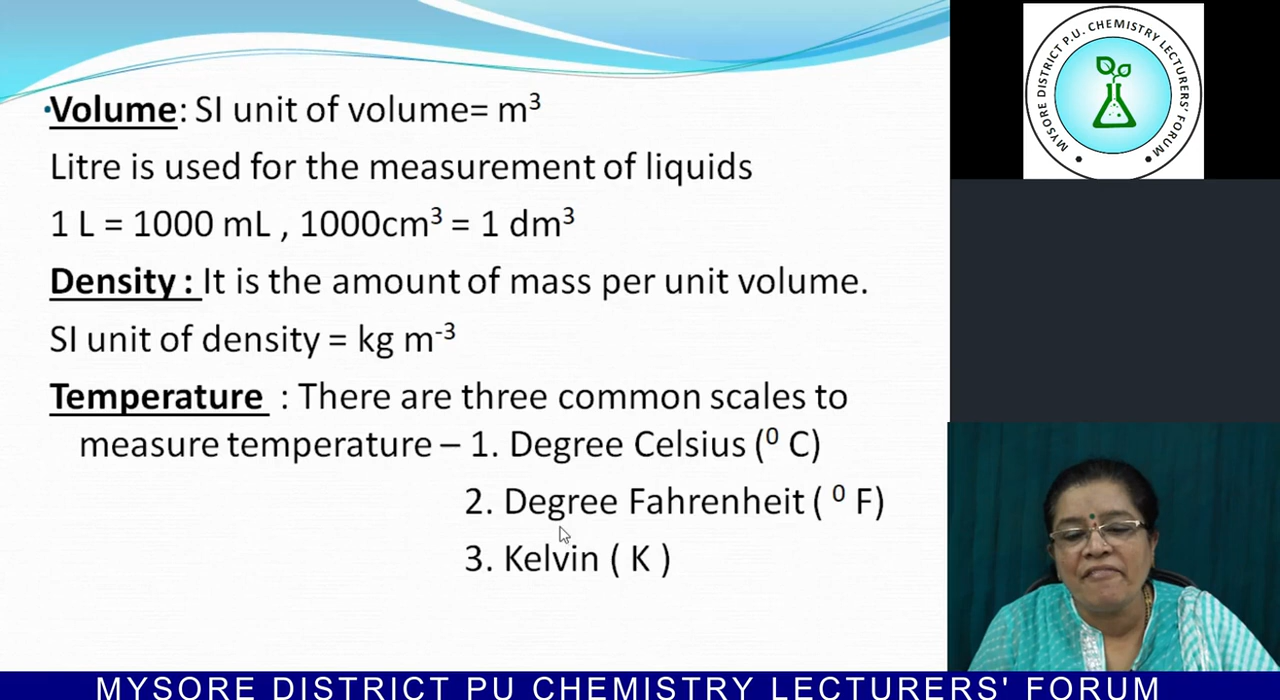 •Volume: SI unit of volume= m³
Litre is used for the measurement of liquids
1 L = 1000 mL , 1000cm³ = 1 dm³
Density : It is the amount of mass per unit volume.
SI unit of density = kg m⁻³
Temperature : There are three common scales to
measure temperature – 1. Degree Celsius (⁰ C)
2. Degree Fahrenheit ( ⁰ F)
3. Kelvin ( K )
MYSORE DISTRICT P.U. CHEMISTRY LECTURERS' FORUM
MYSORE DISTRICT PU CHEMISTRY LECTURERS' FORUM